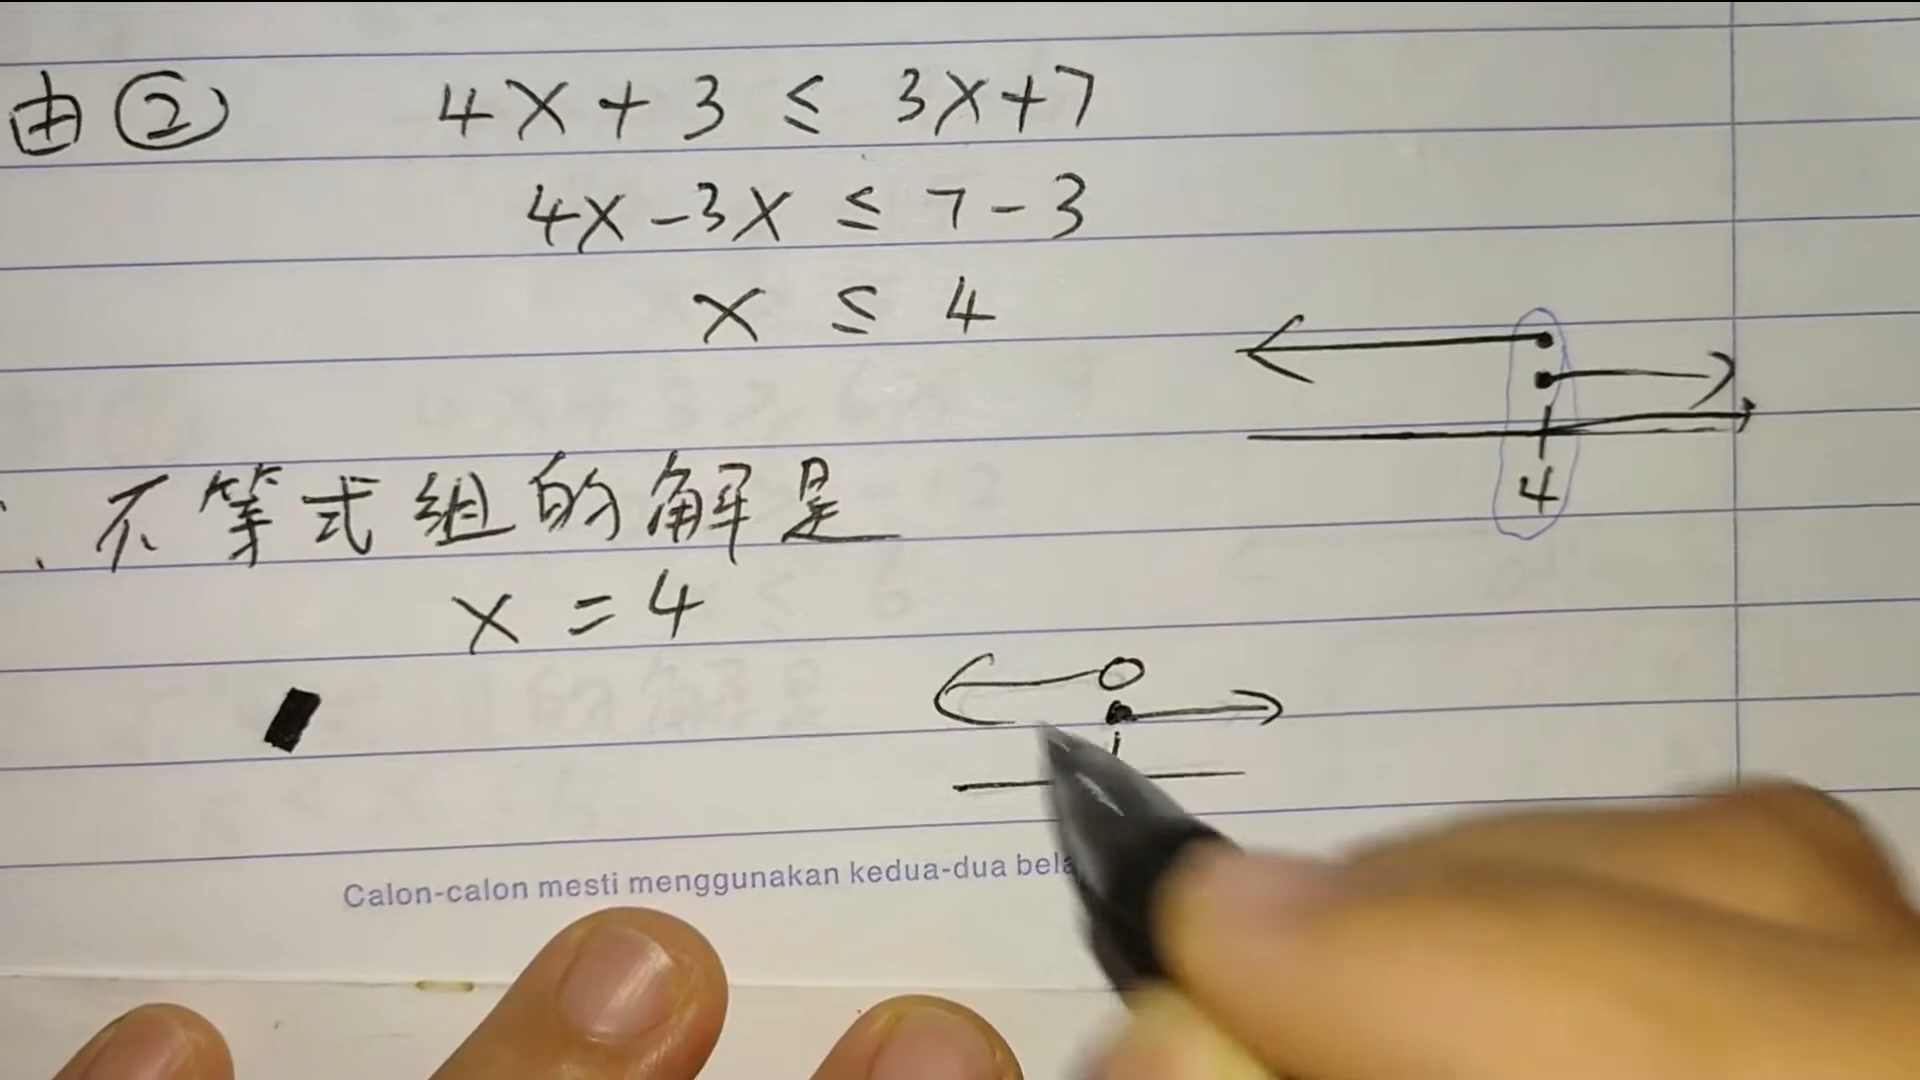 由② 4x + 3 ≤ 3x + 7
4x - 3x ≤ 7 - 3
x ≤ 4
4
不等式组的解是
x = 4
Calon-calon mesti menggunakan kedua-dua